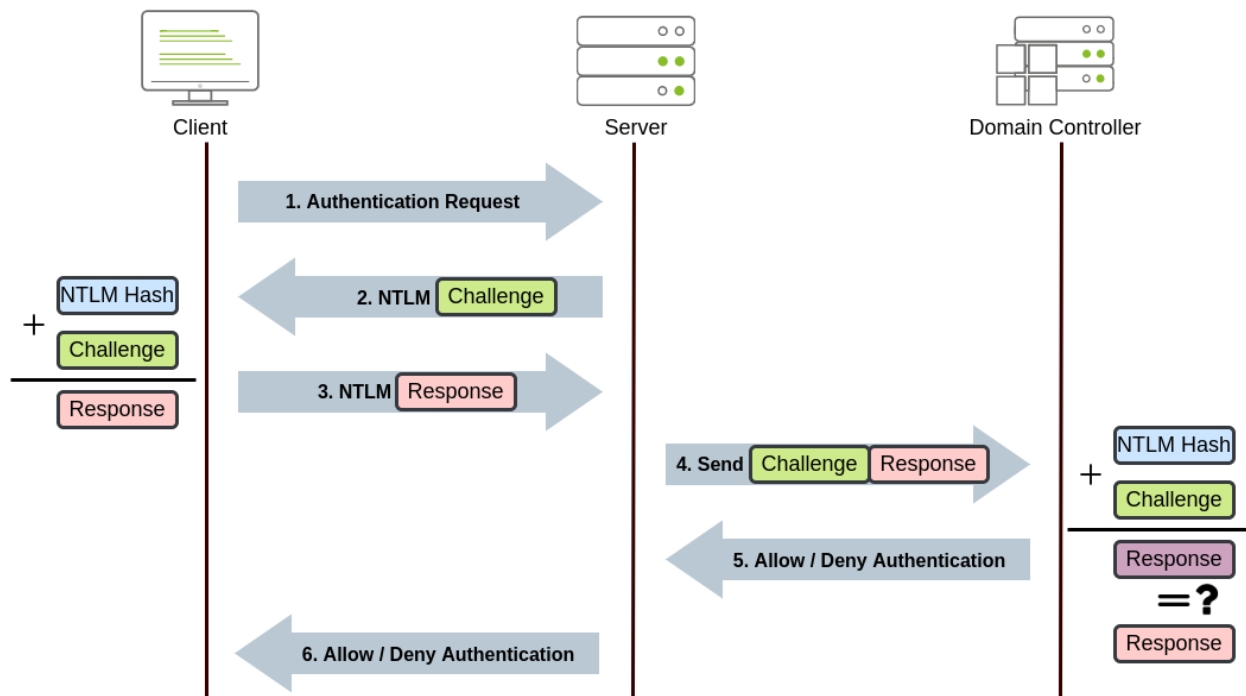 Client
Server
Domain Controller
1. Authentication Request
2. NTLM Challenge
NTLM Hash
+
Challenge
Response
3. NTLM Response
4. Send Challenge Response
NTLM Hash
+
Challenge
Response
=?
Response
5. Allow / Deny Authentication
6. Allow / Deny Authentication